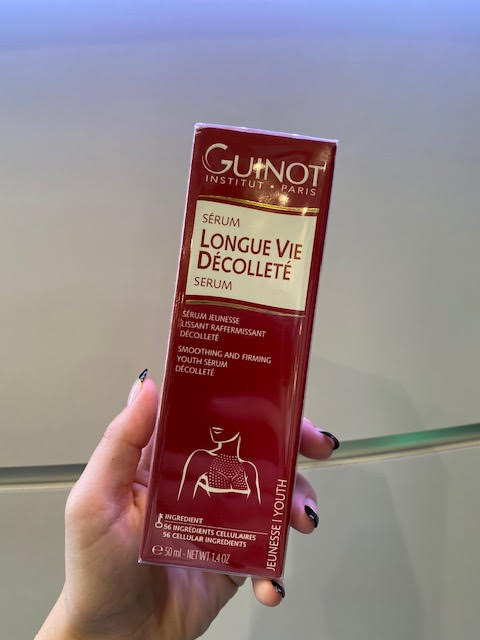 GUINOT
INSTITUT • PARIS
SÉRUM
LONGUE VIE
DÉCOLLETÉ
SERUM
SÉRUM JEUNESSE
LISSANT RAFFERMISSANT
DÉCOLLETÉ
SMOOTHING AND FIRMING
YOUTH SERUM
DÉCOLLETÉ
INGREDIENT
56 INGRÉDIENTS CELLULAIRES
56 CELLULAR INGREDIENTS
℮ 50 ml - NET WT 1.4 OZ
JEUNESSE | YOUTH